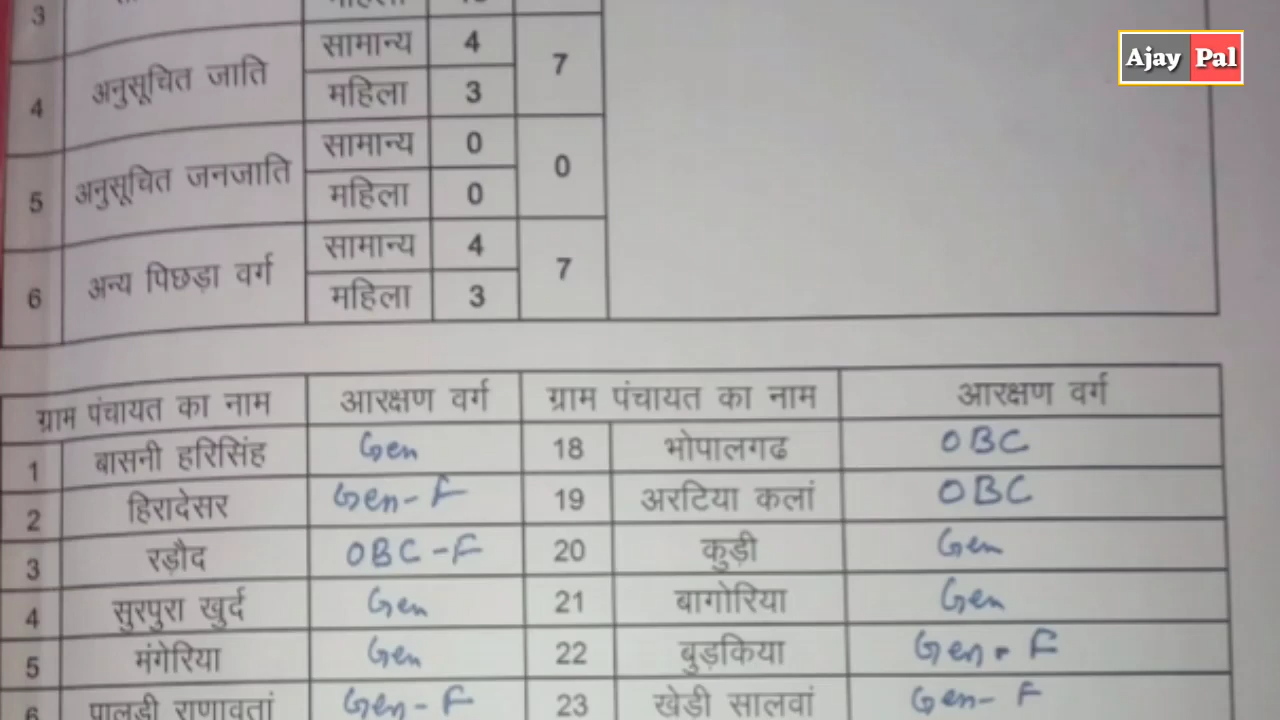 Ajay Pal
3
4 अनुसूचित जाति सामान्य 4 7
महिला 3
5 अनुसूचित जनजाति सामान्य 0 0
महिला 0
6 अन्य पिछड़ा वर्ग सामान्य 4 7
महिला 3
ग्राम पंचायत का नाम आरक्षण वर्ग ग्राम पंचायत का नाम आरक्षण वर्ग
1 बासनी हरिसिंह Gen 18 भोपालगढ OBC
2 हिरादेसर Gen-F 19 अरटिया कलां OBC
3 रड़ौद OBC-F 20 कुड़ी Gen
4 सुरपुरा खुर्द Gen 21 बागोरिया Gen
5 मंगेरिया Gen 22 बुड़किया Gen-F
6 पालडी राणावतां Gen-F 23 खेडी सालवां Gen-F